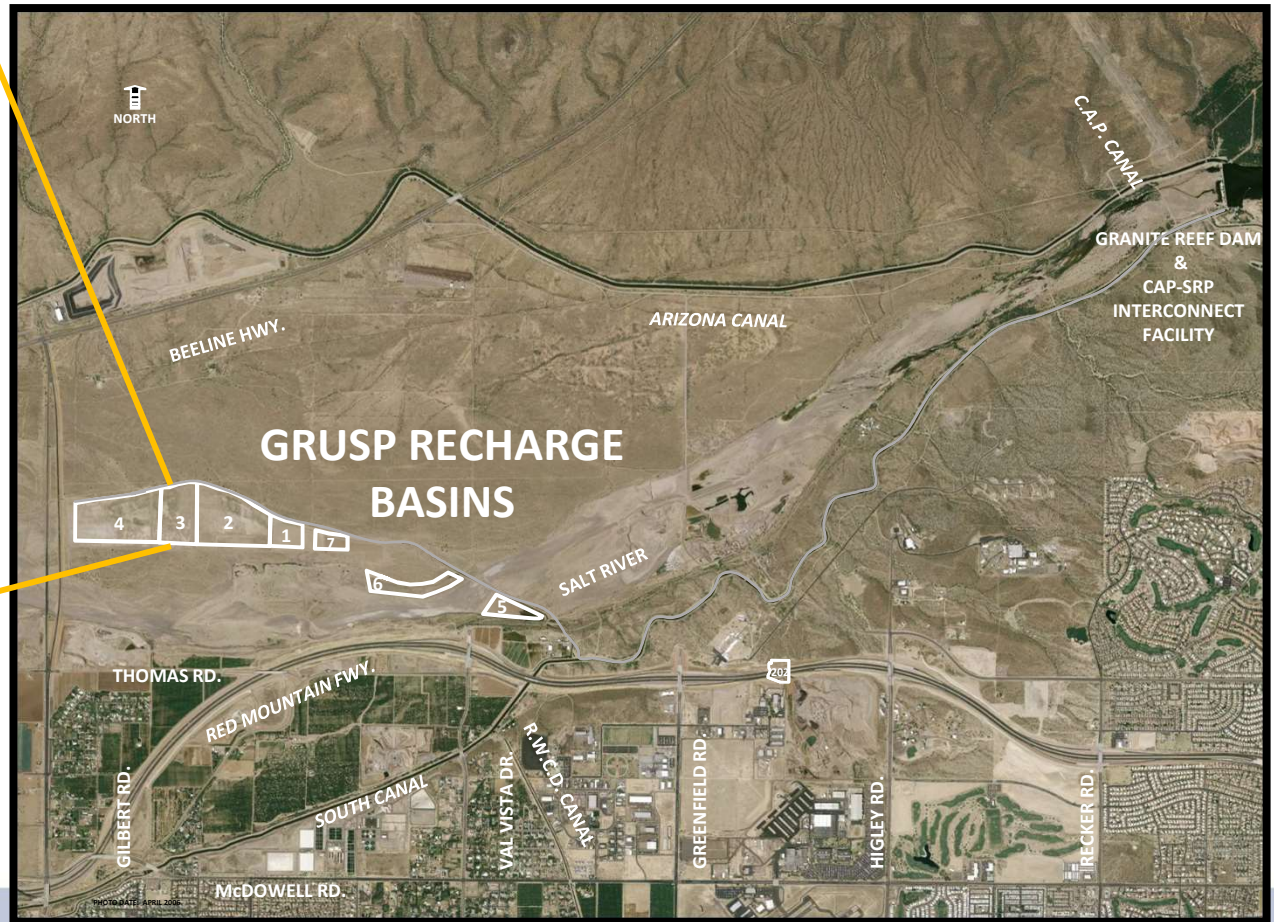 NORTH
C.A.P. CANAL
GRANITE REEF DAM
&
CAP-SRP
INTERCONNECT
FACILITY
ARIZONA CANAL
BEELINE HWY.
GRUSP RECHARGE
BASINS
4
3
2
1
7
6
5
SALT RIVER
THOMAS RD.
RED MOUNTAIN FWY.
202
GILBERT RD.
SOUTH CANAL
VAL VISTA DR.
R.W.C.D. CANAL
GREENFIELD RD.
HIGLEY RD.
RECKER RD.
McDOWELL RD.
PHOTO DATE: APRIL 2006